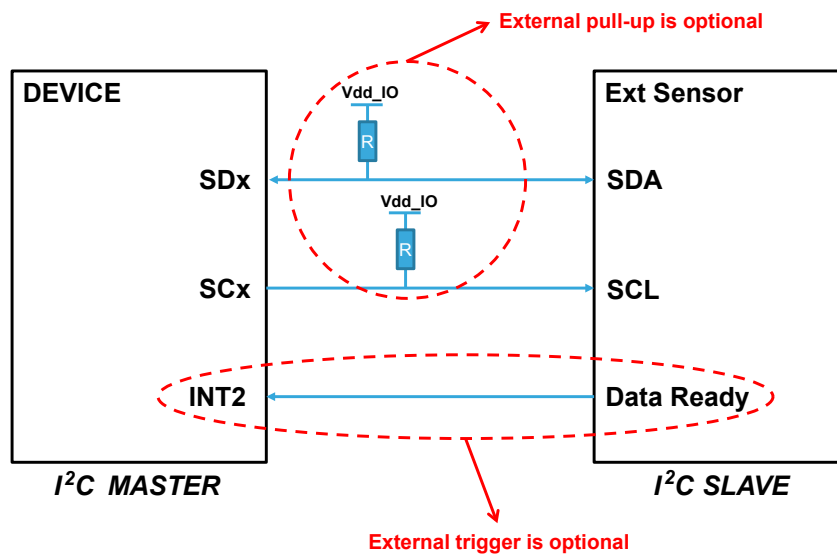 External pull-up is optional
DEVICE
Ext Sensor
Vdd_IO
R
SDx
SDA
Vdd_IO
R
SCx
SCL
INT2
Data Ready
I²C MASTER
I²C SLAVE
External trigger is optional